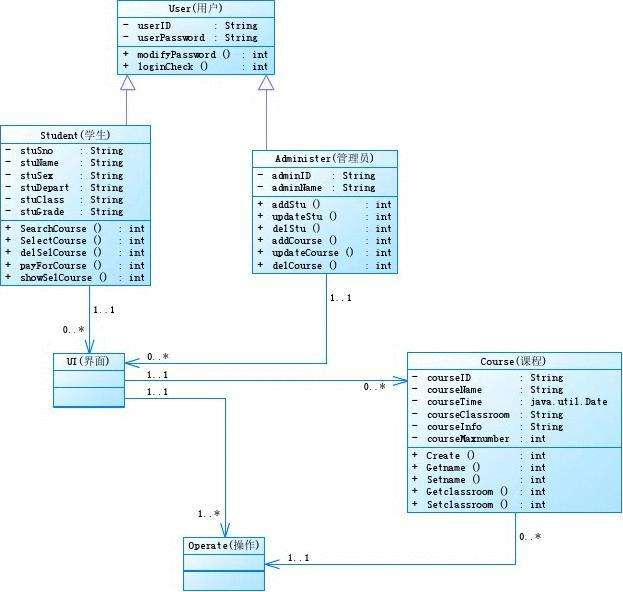 User(用户)
- userID : String
- userPassword : String
+ modifyPassword () : int
+ loginCheck () : int
Student(学生)
- stuSno : String
- stuName : String
- stuSex : String
- stuDepart : String
- stuClass : String
- stuGrade : String
+ SearchCourse () : int
+ SelectCourse () : int
+ delSelCourse () : int
+ payForCourse () : int
+ showSelCourse () : int
Administer(管理员)
- adminID : String
- adminName : String
+ addStu () : int
+ updateStu () : int
+ delStu () : int
+ addCourse () : int
+ updateCourse () : int
+ delCourse () : int
1..1
1..1
0..*
0..*
UI(界面)
1..1
0..*
1..1
Course(课程)
- courseID : String
- courseName : String
- courseTime : java.util.Date
- courseClassroom : String
- courseInfo : String
- courseMaxnumber : int
+ Create () : int
+ Getname () : int
+ Setname () : int
+ Getclassroom () : int
+ Setclassroom () : int
1..*
0..*
Operate(操作)
1..1